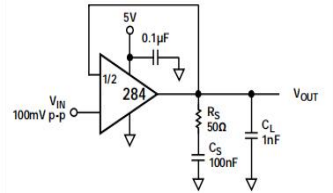 5V
0.1µF
1/2
284
V_IN
100mV p-p
V_OUT
R_S
50Ω
C_S
100nF
C_L
1nF